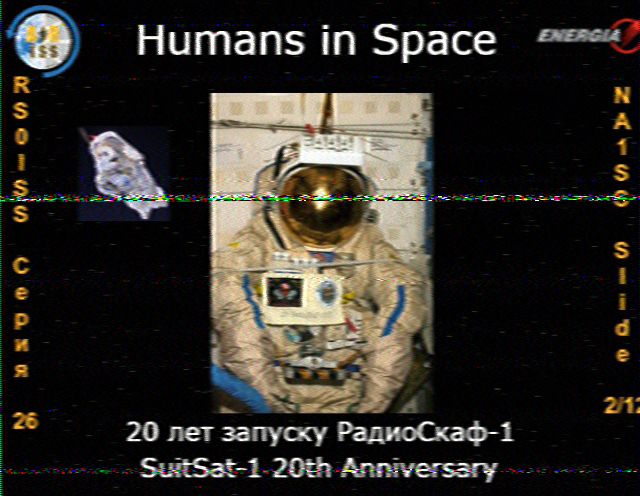 Humans in Space
ENERGIA
ISS
RS0ISS Серия 26
NA1SS Slide 2/12
20 лет запуску РадиоСкаф-1
SuitSat-1 20th Anniversary